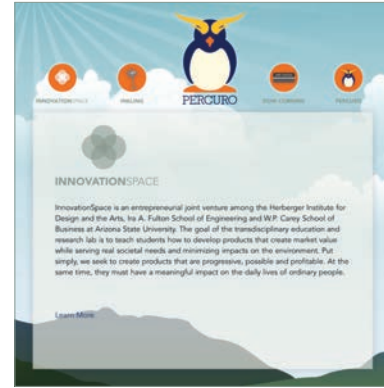 INNOVATIONSPACE
PERCURO
PERCURO
INNOVATIONSPACE
InnovationSpace is an entrepreneurial joint venture among the Herberger Institute for
Design and the Arts, Ira A. Fulton School of Engineering and W.P. Carey School of
Business at Arizona State University. The goal of the transdisciplinary education and
research lab is to teach students how to develop products that create market value
while serving real societal needs and minimizing impacts on the environment. Put
simply, we seek to create products that are progressive, possible and profitable. At the
same time, they must have a meaningful impact on the daily lives of ordinary people.
Learn More